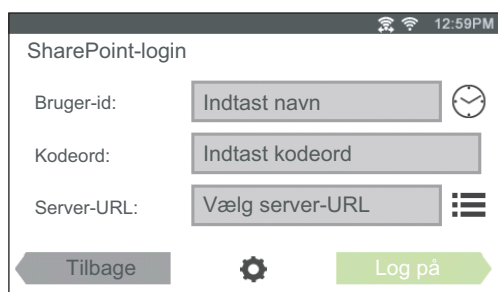 12:59PM
SharePoint-login
Bruger-id: Indtast navn
Kodeord: Indtast kodeord
Server-URL: Vælg server-URL
Tilbage Log på